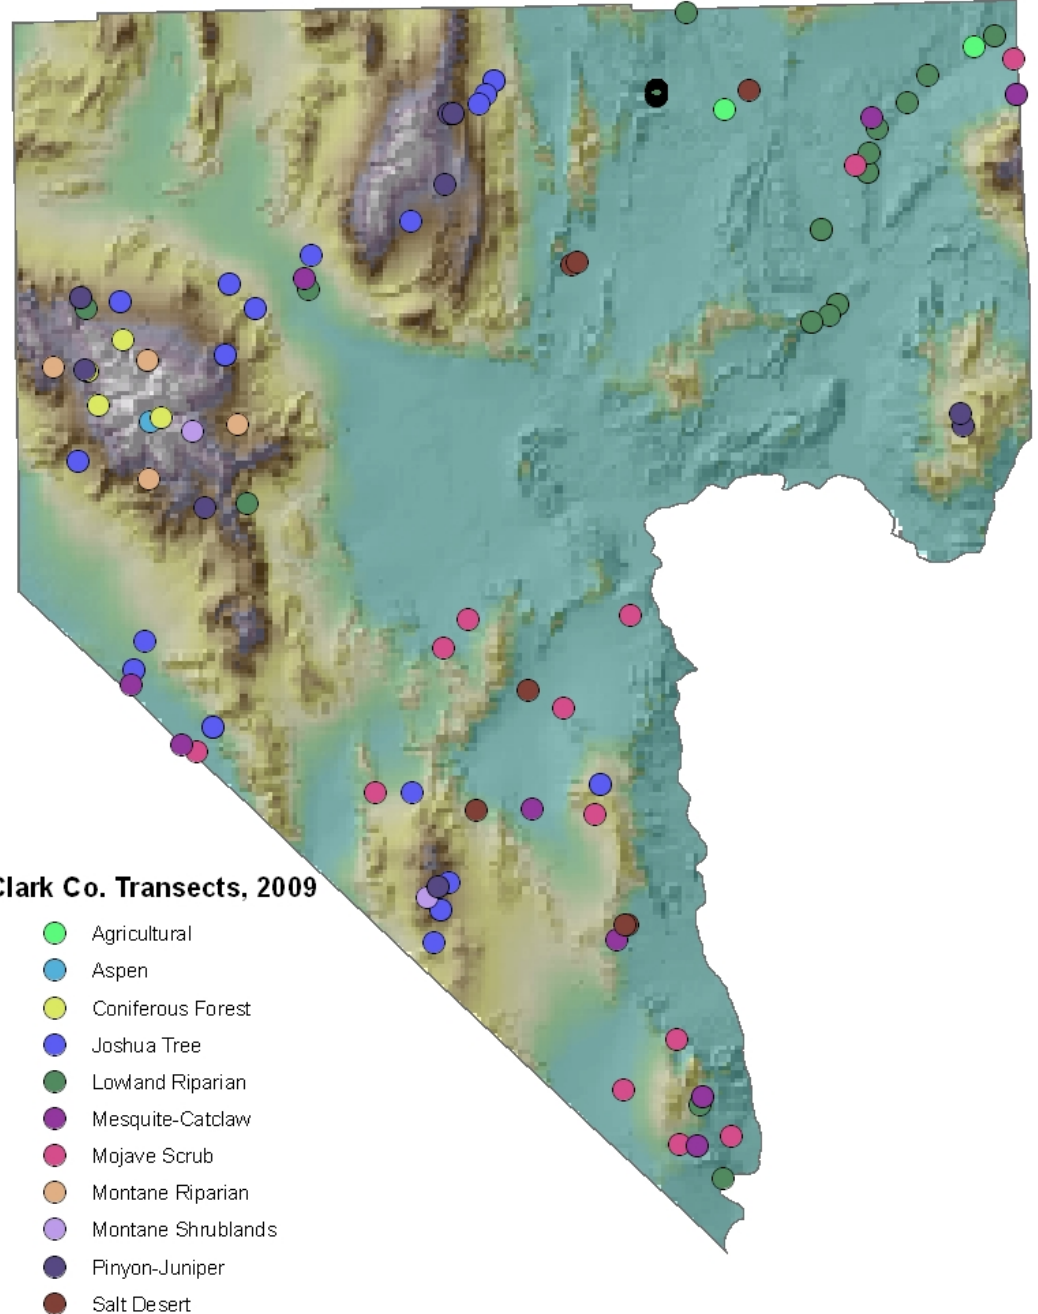 Clark Co. Transects, 2009
Agricultural
Aspen
Coniferous Forest
Joshua Tree
Lowland Riparian
Mesquite-Catclaw
Mojave Scrub
Montane Riparian
Montane Shrublands
Pinyon-Juniper
Salt Desert